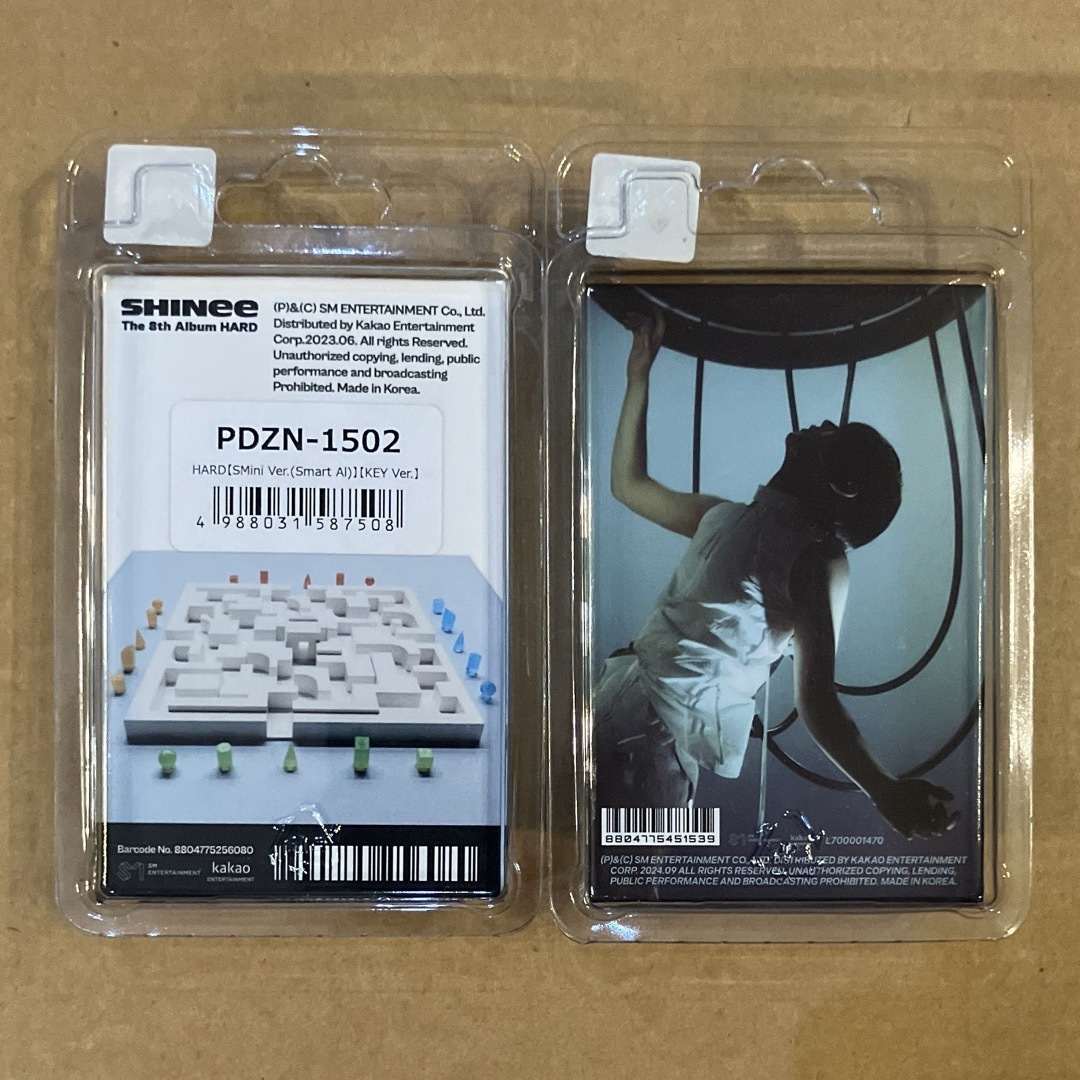 SHINee
The 8th Album HARD
(P)&(C) SM ENTERTAINMENT Co., Ltd.
Distributed by Kakao Entertainment
Corp.2023.06. All rights Reserved.
Unauthorized copying, lending, public
performance and broadcasting
Prohibited. Made in Korea.
PDZN-1502
HARD【SMini Ver.(Smart Al)】【KEY Ver.】
4 988031 587508
Barcode No. 8804775256080
SM
ENTERTAINMENT
kakao
ENTERTAINMENT
8804775451539
L700001470
(P)&(C) SM ENTERTAINMENT CO., LTD. DISTRIBUTED BY KAKAO ENTERTAINMENT
CORP. 2024.09 ALL RIGHTS RESERVED. UNAUTHORIZED COPYING, LENDING,
PUBLIC PERFORMANCE AND BROADCASTING PROHIBITED. MADE IN KOREA.